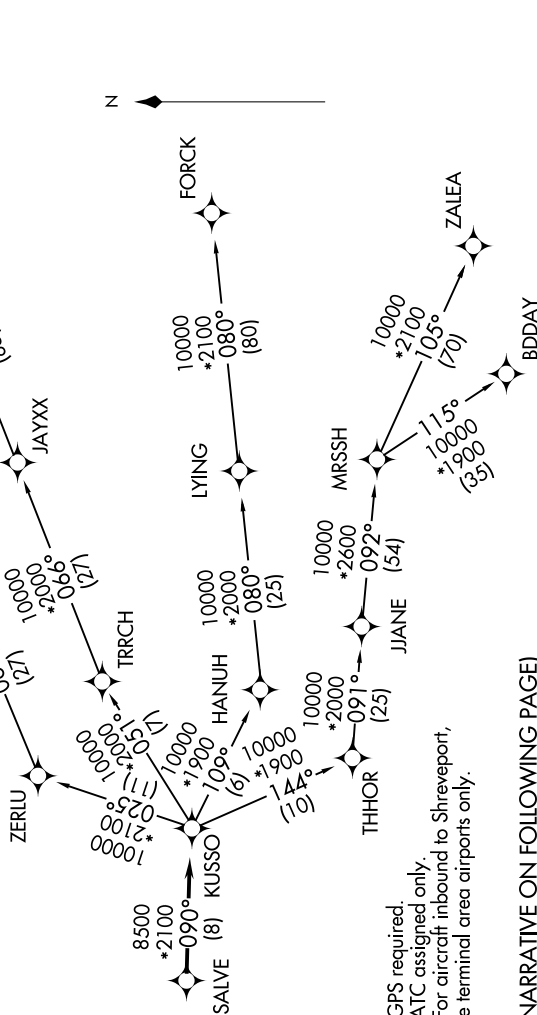 N
FORCK
ZALEA
10000
*2100
080°
(80)
10000
*2100
105°
(70)
BDDAY
JAYXX
LYING
MRSSH
115°
10000
*1900
(35)
10000
*2000
066°
(27)
10000
*2000
080°
(25)
10000
*2600
092°
(54)
(27)
TRRCH
HANUH
JJANE
10000
*2000
051°
(7)
10000
*1900
109°
(6)
10000
*1900
144°
(10)
10000
*2000
091°
(25)
ZERLU
10000
*2100
025°
(11)
THHOR
KUSSO
8500
*2100
090°
(8)
SALVE
GPS required.
ATC assigned only.
For aircraft inbound to Shreveport,
terminal area airports only.
NARRATIVE ON FOLLOWING PAGE)